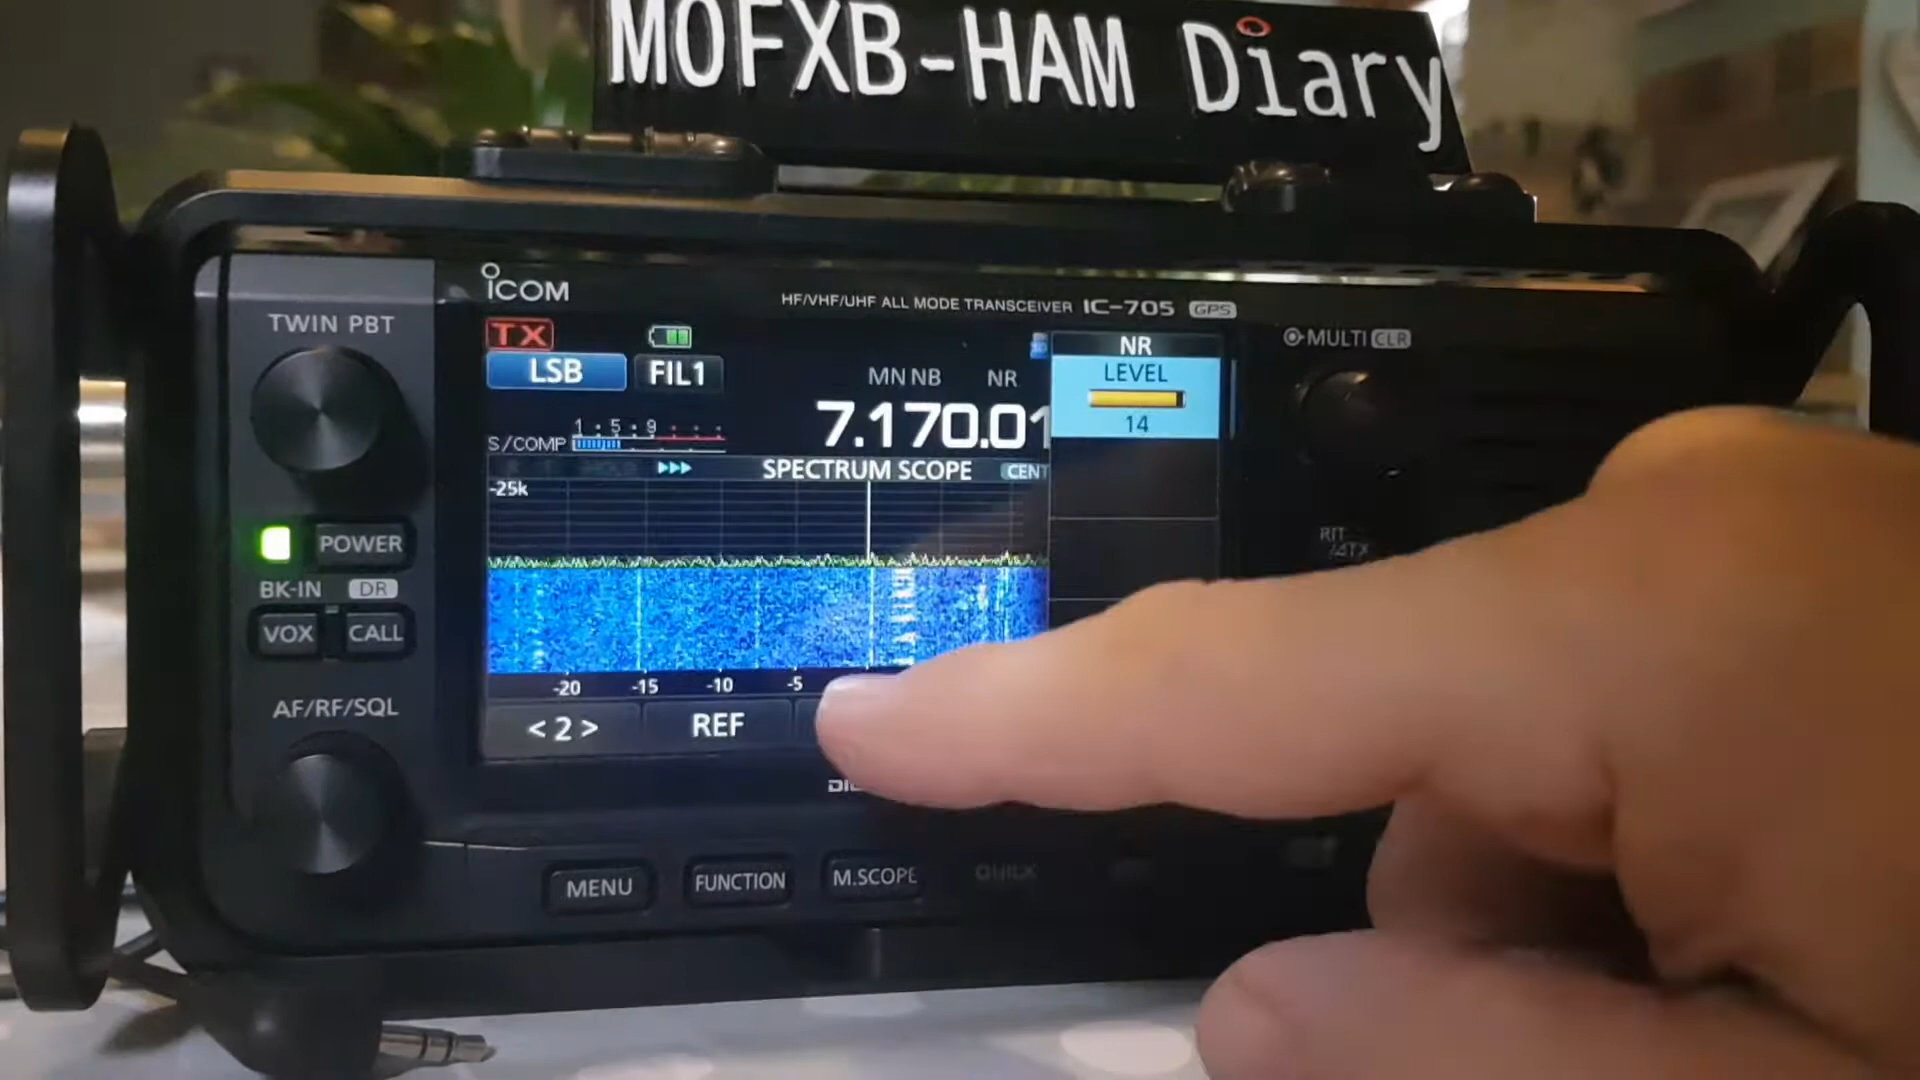 M0FXB-HAM Diary
ICOM
HF/VHF/UHF ALL MODE TRANSCEIVER IC-705 GPS
TWIN PBT
MULTI CLR
TX
LSB FIL1
MN NB NR
7.170.01
1 • 5 • 9
S/COMP
NR
LEVEL
14
SPECTRUM SCOPE CENT
-25k
POWER
BK-IN DR
VOX CALL
RIT
-20 -15 -10 -5
< 2 > REF
AF/RF/SQL
MENU FUNCTION M.SCOPE QUICK